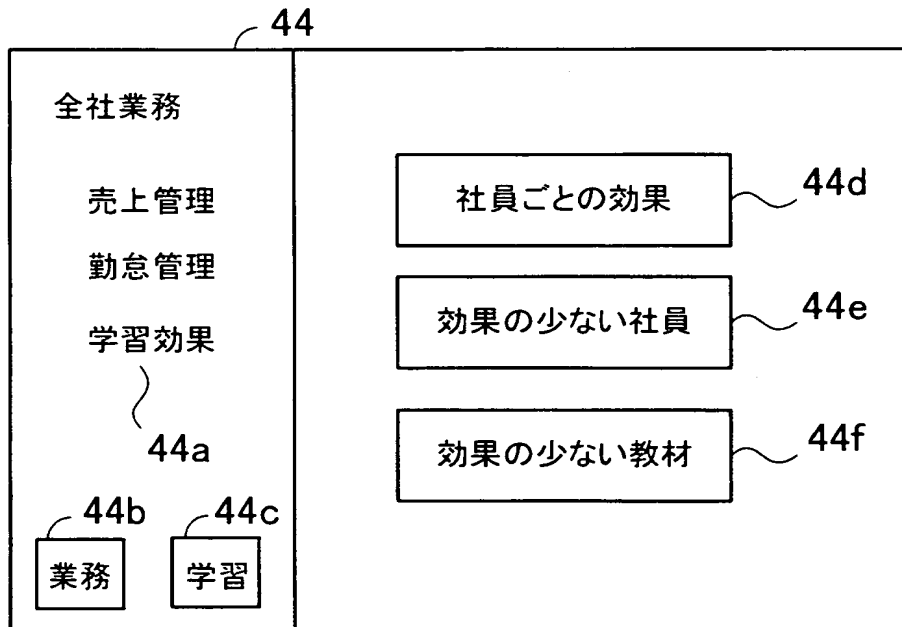 44
全社業務
売上管理
勤怠管理
学習効果
44a
44b
44c
業務
学習
社員ごとの効果
44d
効果の少ない社員
44e
効果の少ない教材
44f